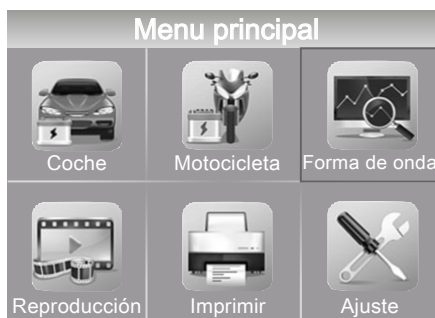 Menu principal
Coche
Motocicleta
Forma de onda
Reproducción
Imprimir
Ajuste